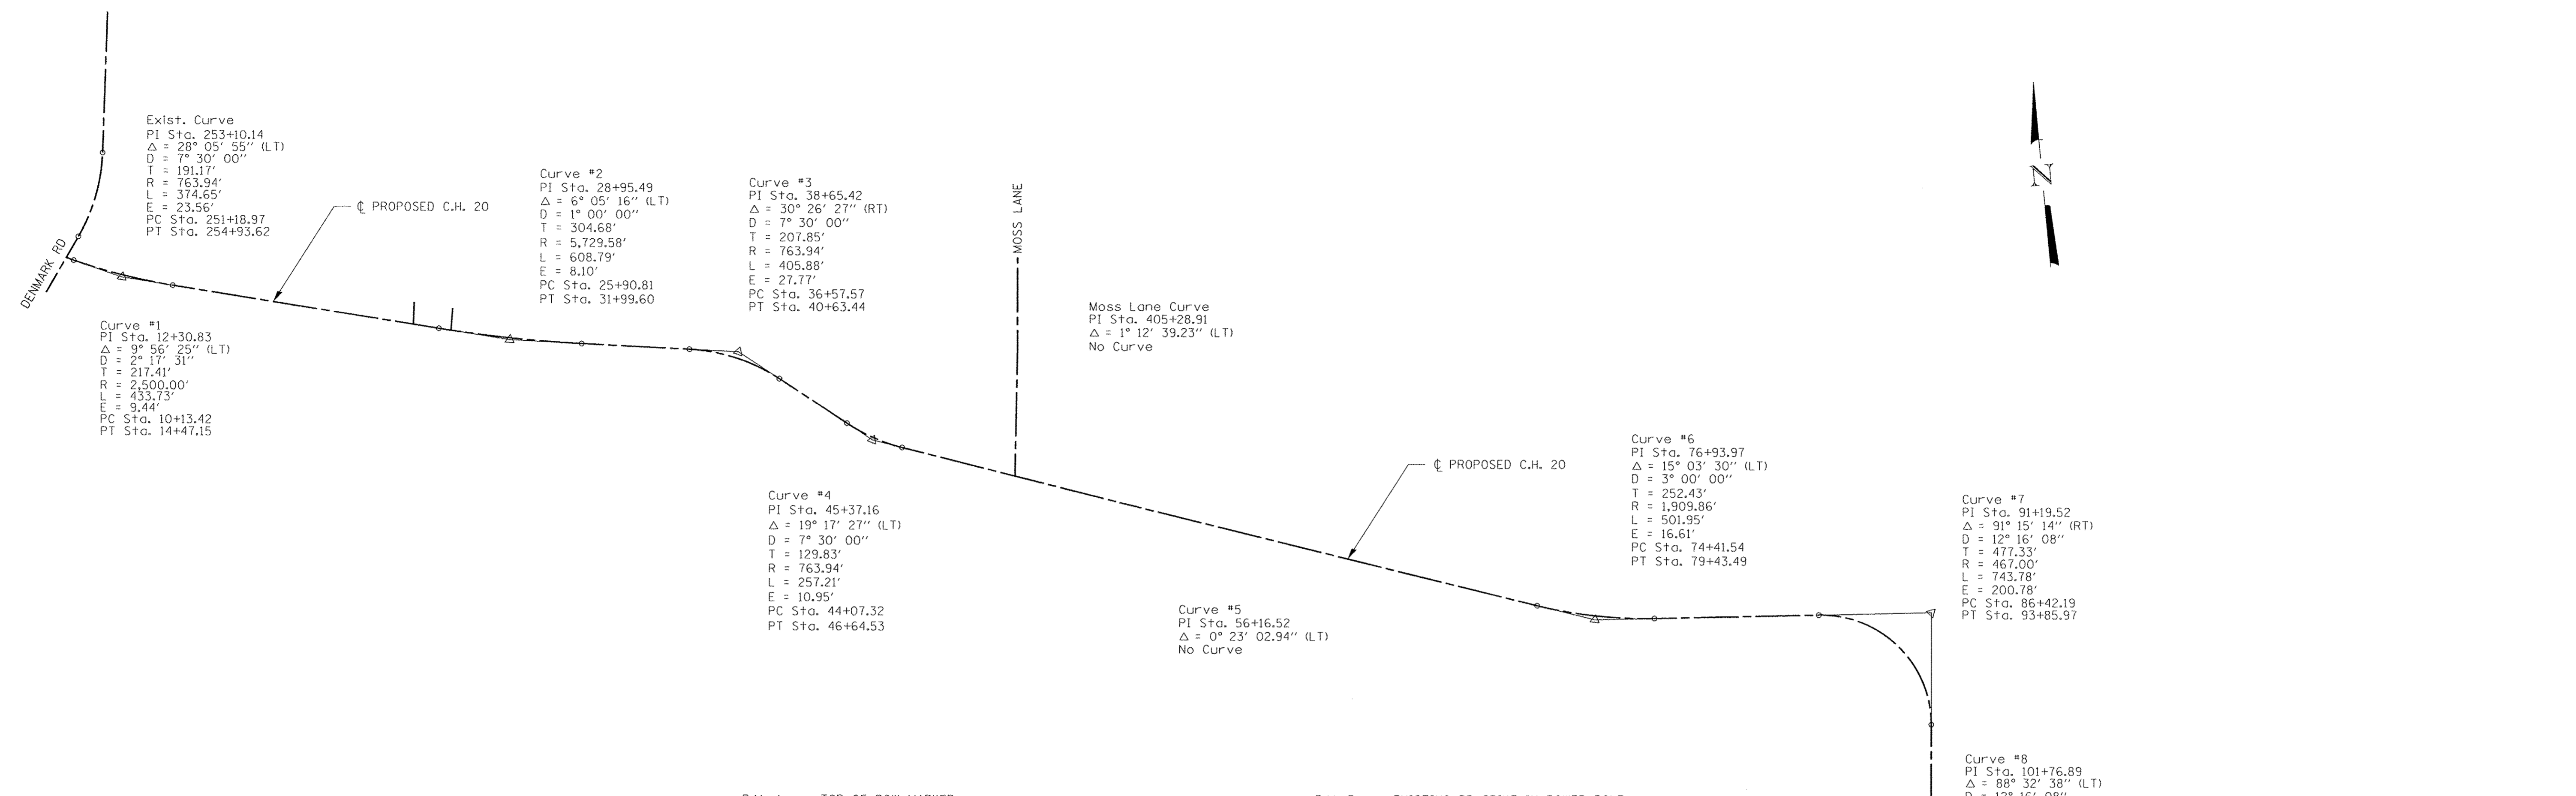 Exist. Curve
PI Sta. 253+10.14
Δ = 28° 05' 55'' (LT)
D = 7° 30' 00''
T = 191.17'
R = 763.94'
L = 374.65'
E = 23.56'
PC Sta. 251+18.97
PT Sta. 254+93.62
DENMARK RD
Curve #1
PI Sta. 12+30.83
Δ = 9° 56' 25'' (LT)
D = 2° 17' 31''
T = 217.41'
R = 2,500.00'
L = 433.73'
E = 9.44'
PC Sta. 10+13.42
PT Sta. 14+47.15
℄ PROPOSED C.H. 20
Curve #2
PI Sta. 28+95.49
Δ = 6° 05' 16'' (LT)
D = 1° 00' 00''
T = 304.68'
R = 5,729.58'
L = 608.79'
E = 8.10'
PC Sta. 25+90.81
PT Sta. 31+99.60
Curve #3
PI Sta. 38+65.42
Δ = 30° 26' 27'' (RT)
D = 7° 30' 00''
T = 207.85'
R = 763.94'
L = 405.88'
E = 27.77'
PC Sta. 36+57.57
PT Sta. 40+63.44
MOSS LANE
Moss Lane Curve
PI Sta. 405+28.91
Δ = 1° 12' 39.23'' (LT)
No Curve
Curve #4
PI Sta. 45+37.16
Δ = 19° 17' 27'' (LT)
D = 7° 30' 00''
T = 129.83'
R = 763.94'
L = 257.21'
E = 10.95'
PC Sta. 44+07.32
PT Sta. 46+64.53
Curve #5
PI Sta. 56+16.52
Δ = 0° 23' 02.94'' (LT)
No Curve
℄ PROPOSED C.H. 20
Curve #6
PI Sta. 76+93.97
Δ = 15° 03' 30'' (LT)
D = 3° 00' 00''
T = 252.43'
R = 1,909.86'
L = 501.95'
E = 16.61'
PC Sta. 74+41.54
PT Sta. 79+43.49
N
Curve #7
PI Sta. 91+19.52
Δ = 91° 15' 14'' (RT)
D = 12° 16' 08''
T = 477.33'
R = 467.00'
L = 743.78'
E = 200.78'
PC Sta. 86+42.19
PT Sta. 93+85.97
Curve #8
PI Sta. 101+76.89
Δ = 88° 32' 38'' (LT)